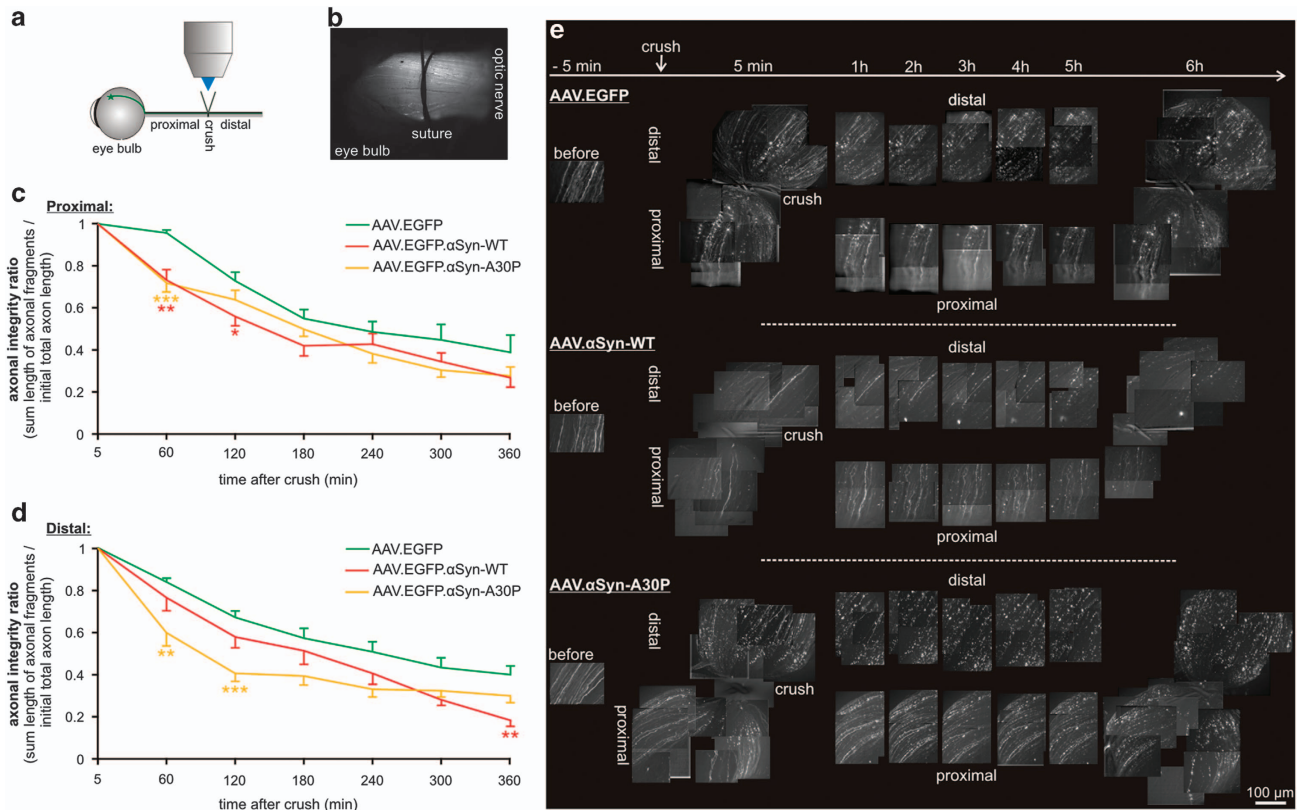 a
proximal
crush
distal
eye bulb
b
optic nerve
suture
eye bulb
c
Proximal:
axonal integrity ratio
(sum length of axonal fragments /
initial total axon length)
1
0.8
0.6
0.4
0.2
0
AAV.EGFP
AAV.EGFP.αSyn-WT
AAV.EGFP.αSyn-A30P
***
**
*
5 60 120 180 240 300 360
time after crush (min)
d
Distal:
axonal integrity ratio
(sum length of axonal fragments /
initial total axon length)
1
0.8
0.6
0.4
0.2
0
AAV.EGFP
AAV.EGFP.αSyn-WT
AAV.EGFP.αSyn-A30P
**
***
**
5 60 120 180 240 300 360
time after crush (min)
e
crush
- 5 min 5 min 1h 2h 3h 4h 5h 6h
AAV.EGFP
distal
distal
before
crush
proximal
proximal
AAV.αSyn-WT
distal
distal
before
crush
proximal
proximal
AAV.αSyn-A30P
distal
distal
before
crush
proximal
proximal
100 µm